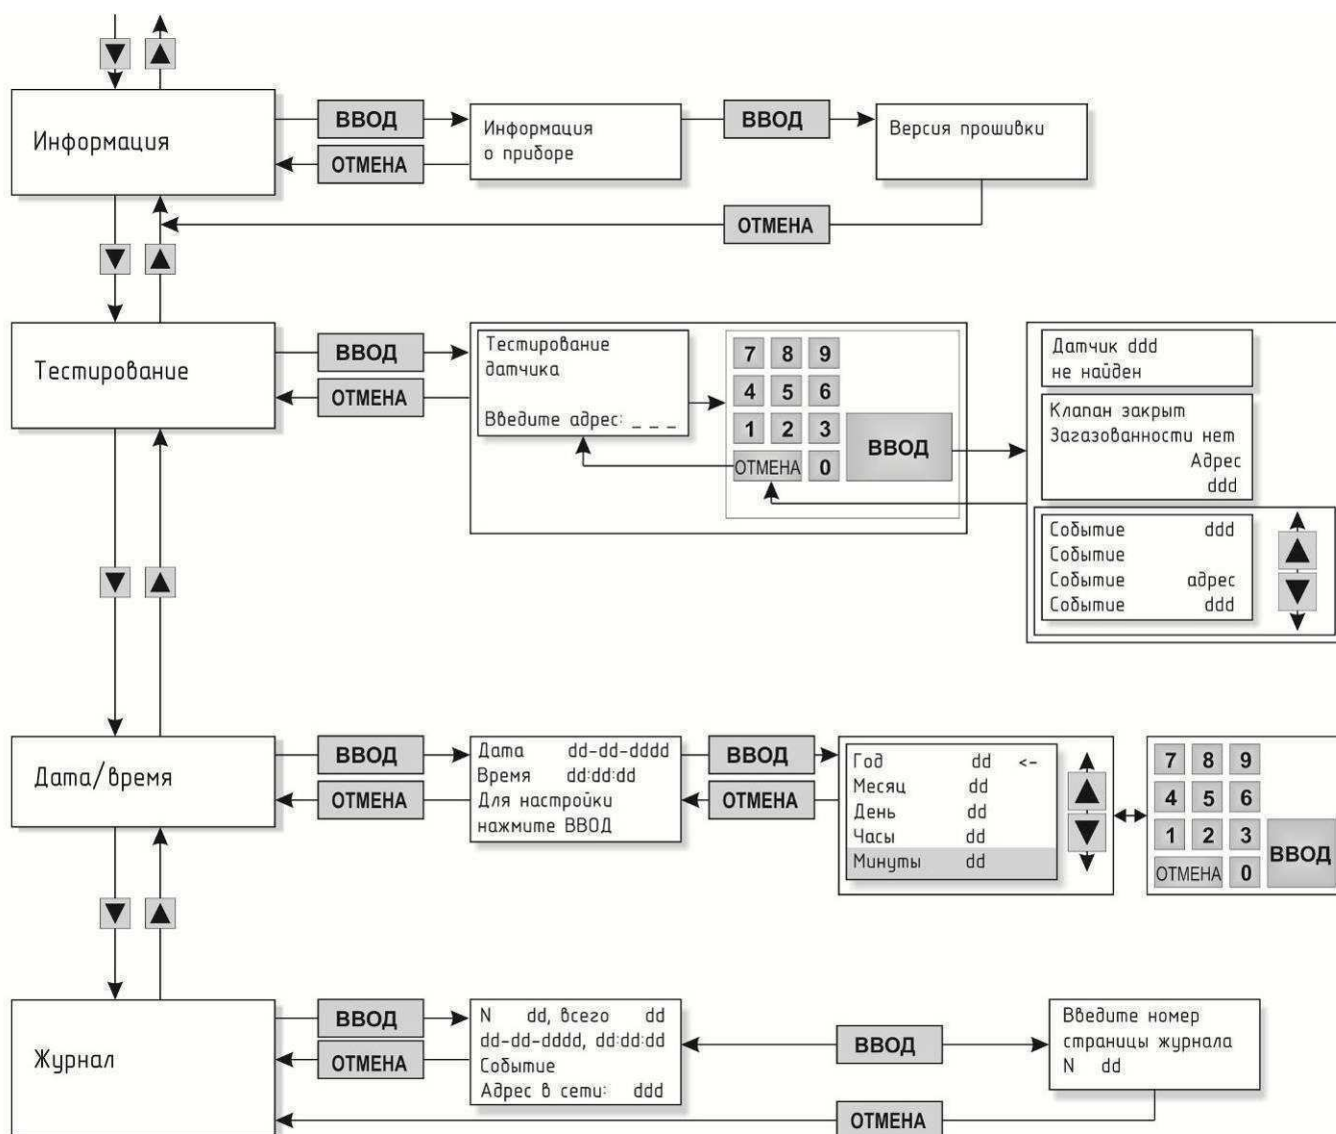 Информация
ВВОД
ОТМЕНА
Информация
о приборе
ВВОД
Версия прошивки
ОТМЕНА
Тестирование
ВВОД
ОТМЕНА
Тестирование
датчика
Введите адрес: _ _ _
7 8 9
4 5 6
1 2 3
ОТМЕНА 0
ВВОД
Датчик ddd
не найден
Клапан закрыт
Загазованности нет
Адрес
ddd
Событие ddd
Событие
Событие адрес
Событие ddd
Дата/время
ВВОД
ОТМЕНА
Дата dd-dd-dddd
Время dd:dd:dd
Для настройки
нажмите ВВОД
ВВОД
ОТМЕНА
Год dd <-
Месяц dd
День dd
Часы dd
Минуты dd
7 8 9
4 5 6
1 2 3
ОТМЕНА 0
ВВОД
Журнал
ВВОД
ОТМЕНА
N dd, всего dd
dd-dd-dddd, dd:dd:dd
Событие
Адрес в сети: ddd
ВВОД
Введите номер
страницы журнала
N dd
ОТМЕНА